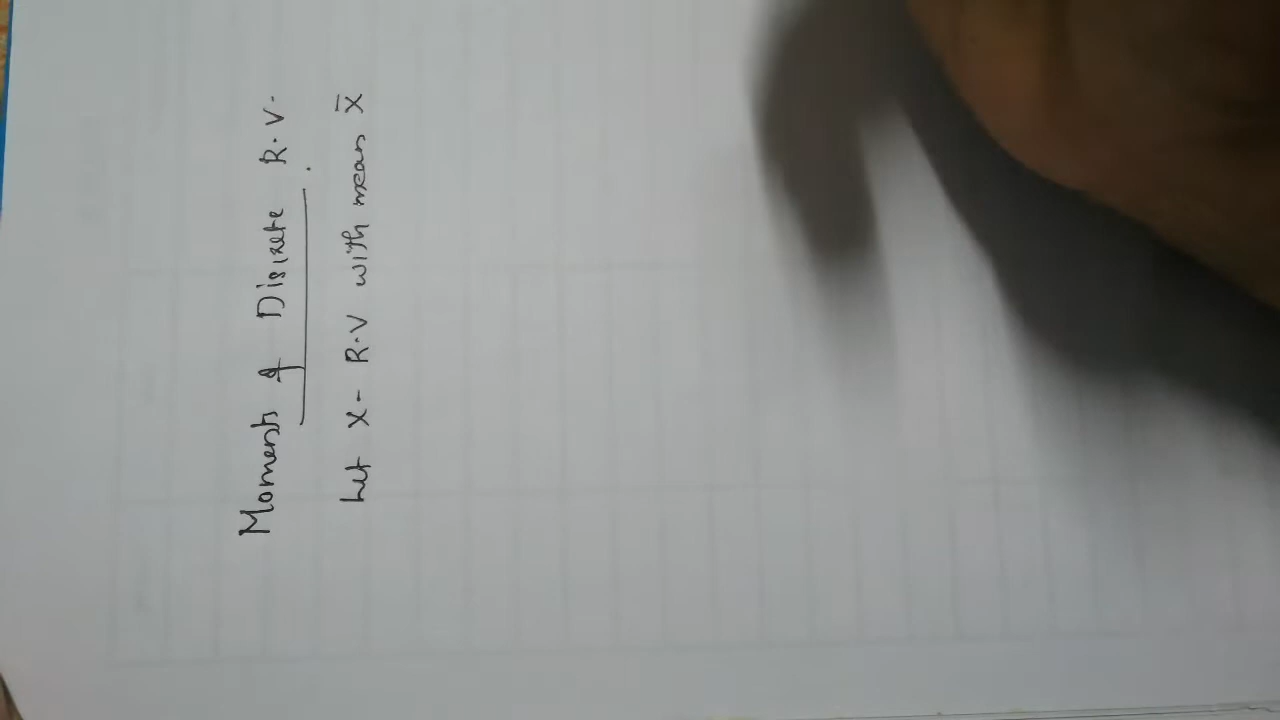 Moments of Discrete R.V.
Let X - R.V with mean X̄